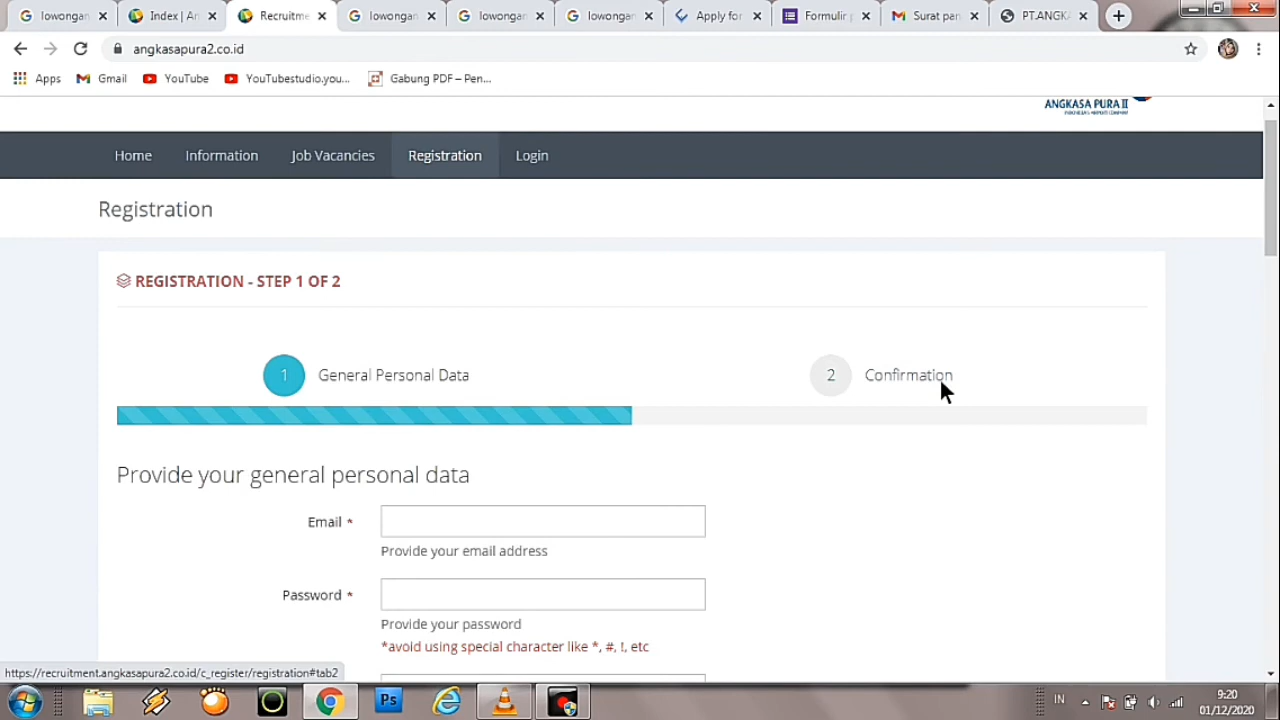 lowongan
Index | An
Recruitme
lowongan
lowongan
lowongan
Apply for
Formulir p
Surat pas
PT.ANGKA
angkasapura2.co.id
Apps
Gmail
YouTube
YouTubestudio.you...
Gabung PDF – Pen...
ANGKASA PURA II
Home
Information
Job Vacancies
Registration
Login
Registration
REGISTRATION - STEP 1 OF 2
1 General Personal Data
2 Confirmation
Provide your general personal data
Email *
Provide your email address
Password *
Provide your password
*avoid using special character like *, #, !, etc
https://recruitment.angkasapura2.co.id/c_register/registration#tab2
Ps
IN
9:20
01/12/2020